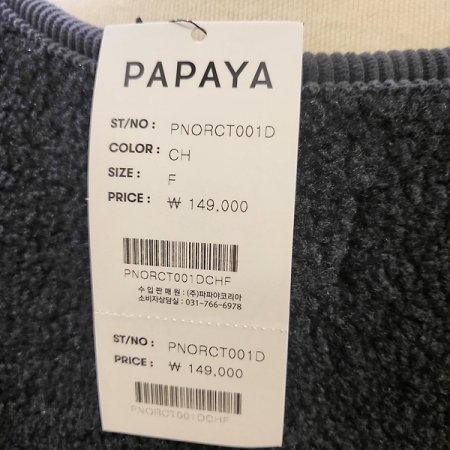 PAPAYA
ST/NO : PNORCT001D
COLOR : CH
SIZE : F
PRICE : ₩ 149,000
PNORCT001DCHF
수 입 판 매 원 : (주)파파야코리아
소비자상담실 : 031-766-6978
ST/NO : PNORCT001D
PRICE : ₩ 149,000
PNORCT001DCHF